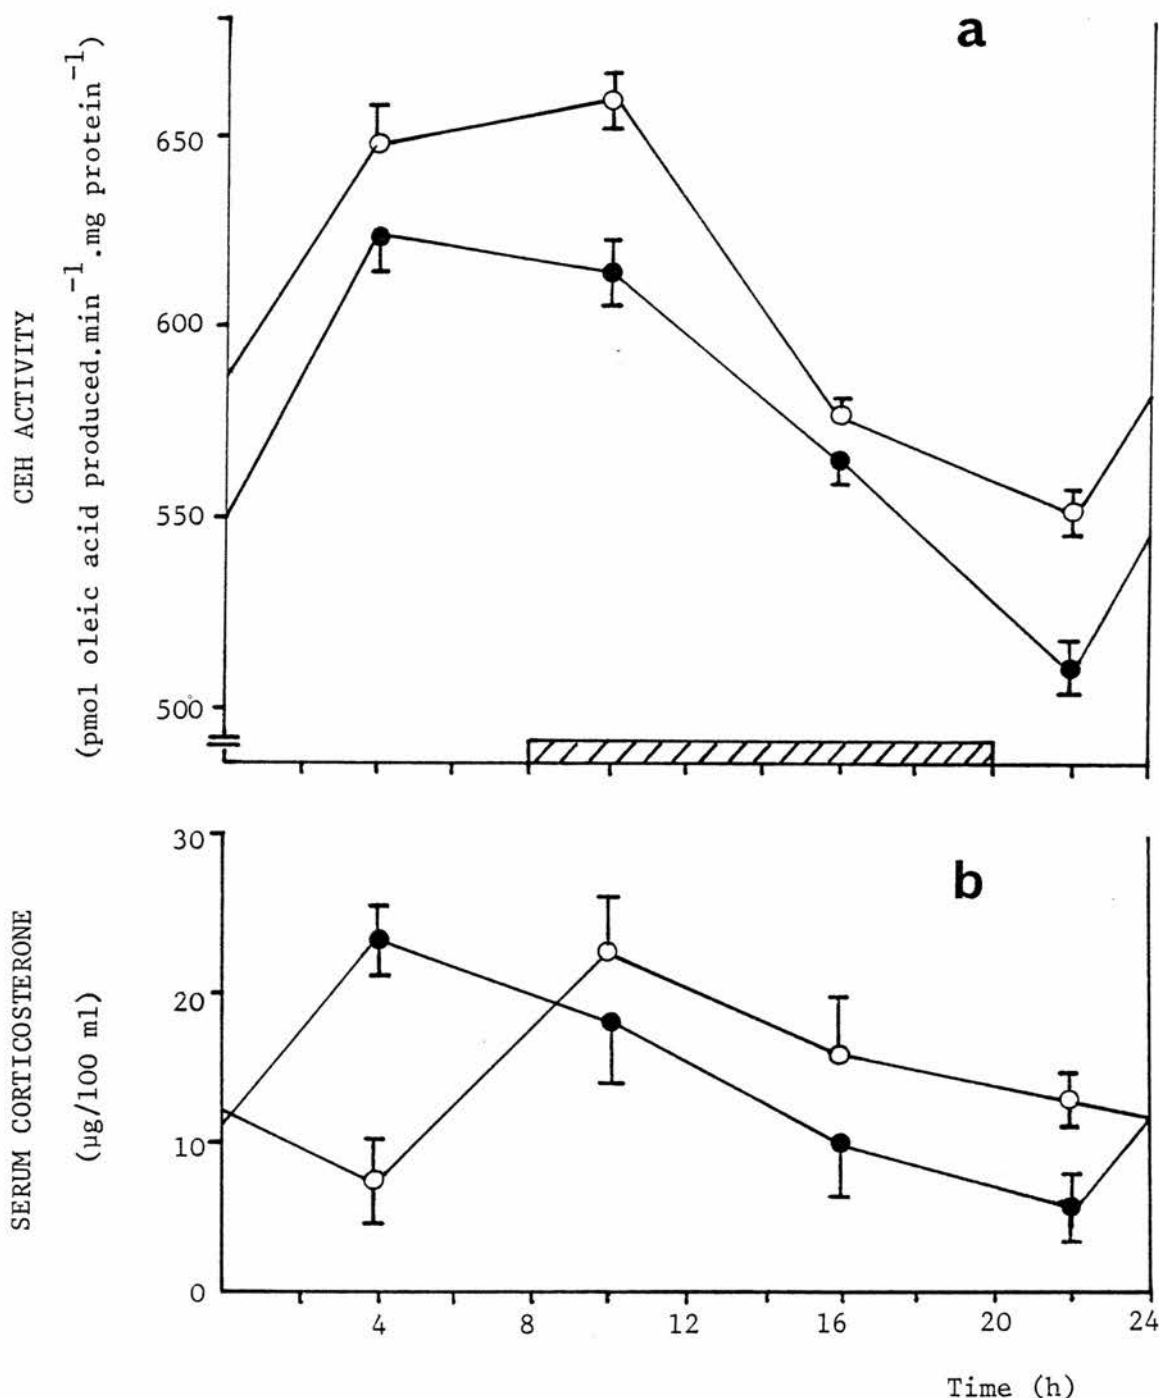 a
CEH ACTIVITY
(pmol oleic acid produced.min⁻¹.mg protein⁻¹)
650
600
550
500
b
SERUM CORTICOSTERONE
(µg/100 ml)
30
20
10
0
4 8 12 16 20 24
Time (h)